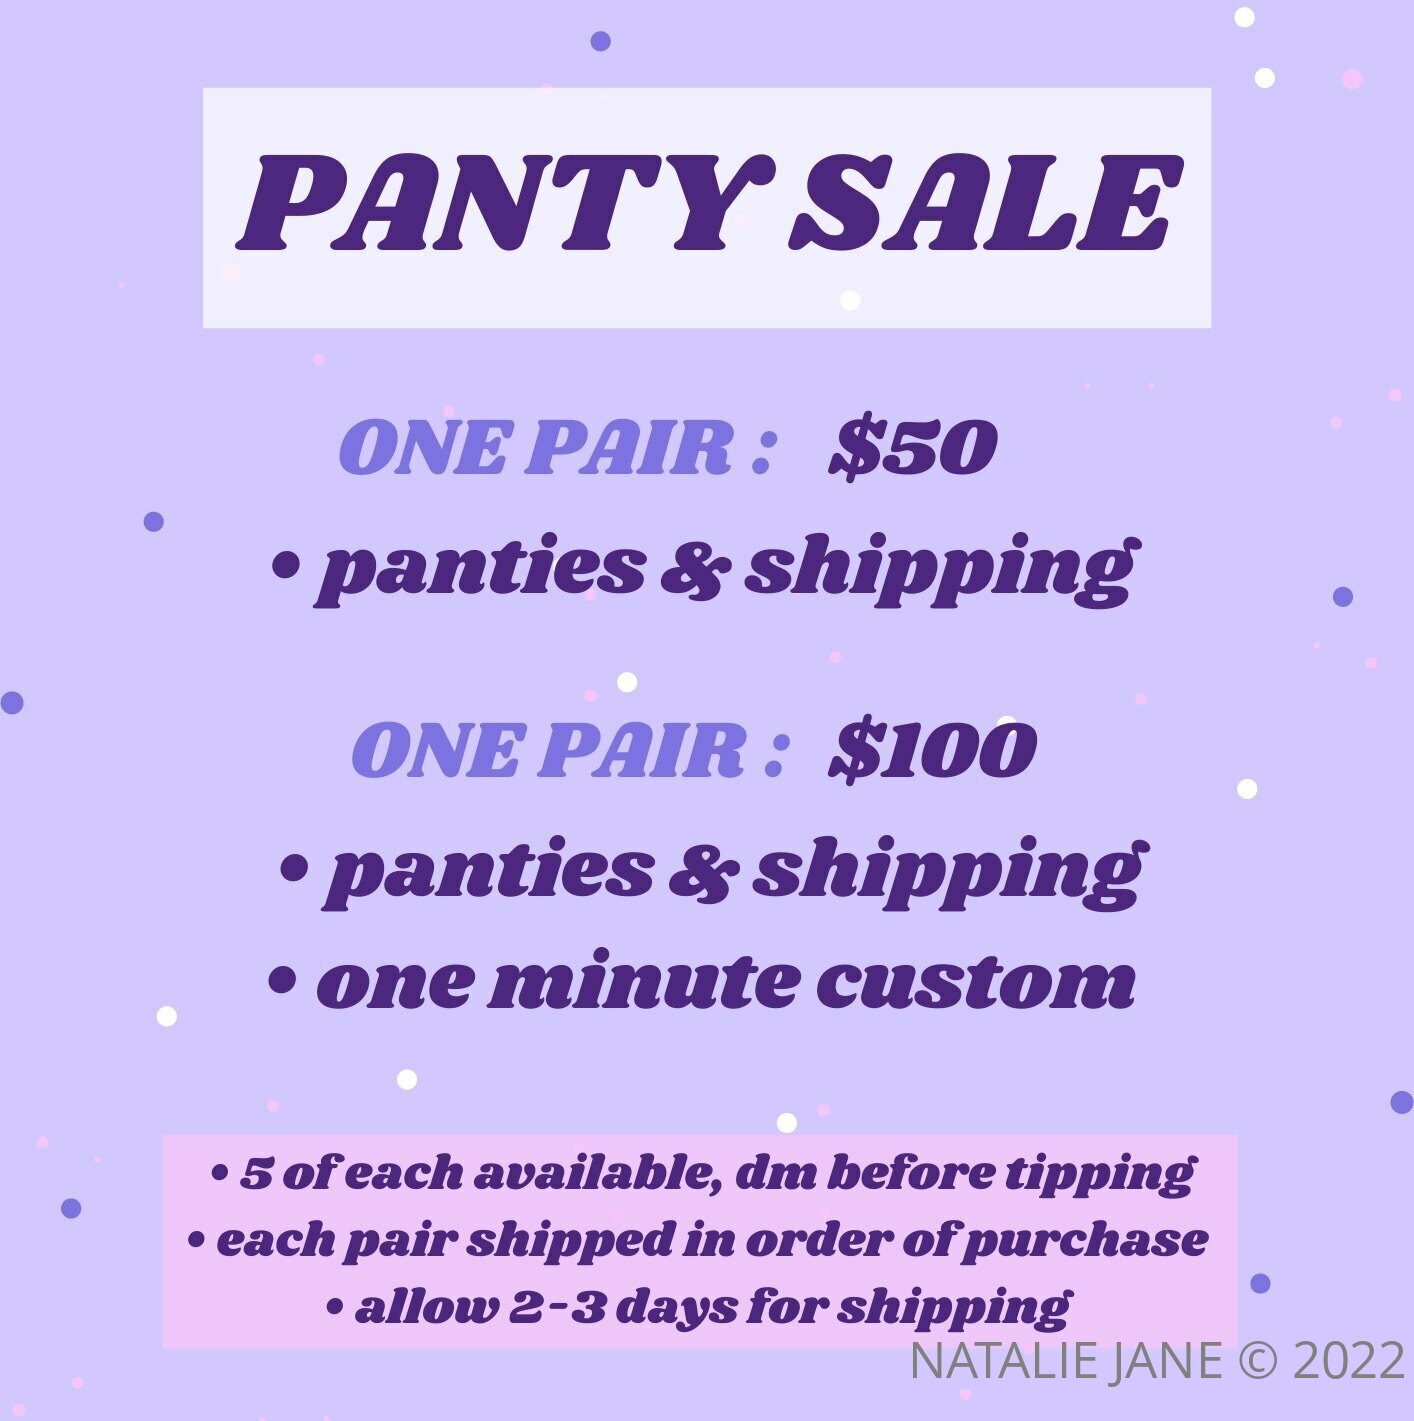 PANTY SALE
ONE PAIR : $50
• panties & shipping
ONE PAIR : $100
• panties & shipping
• one minute custom
• 5 of each available, dm before tipping
• each pair shipped in order of purchase
• allow 2-3 days for shipping
NATALIE JANE © 2022